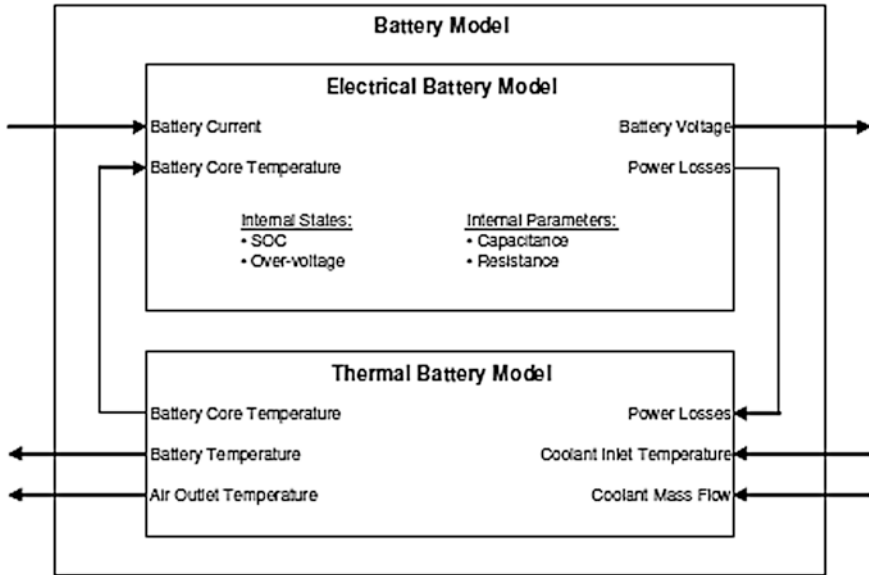 Battery Model
Electrical Battery Model
Battery Current
Battery Voltage
Battery Core Temperature
Power Losses
Internal States:
• SOC
• Over-voltage
Internal Parameters:
• Capacitance
• Resistance
Thermal Battery Model
Battery Core Temperature
Power Losses
Battery Temperature
Coolant Inlet Temperature
Air Outlet Temperature
Coolant Mass Flow